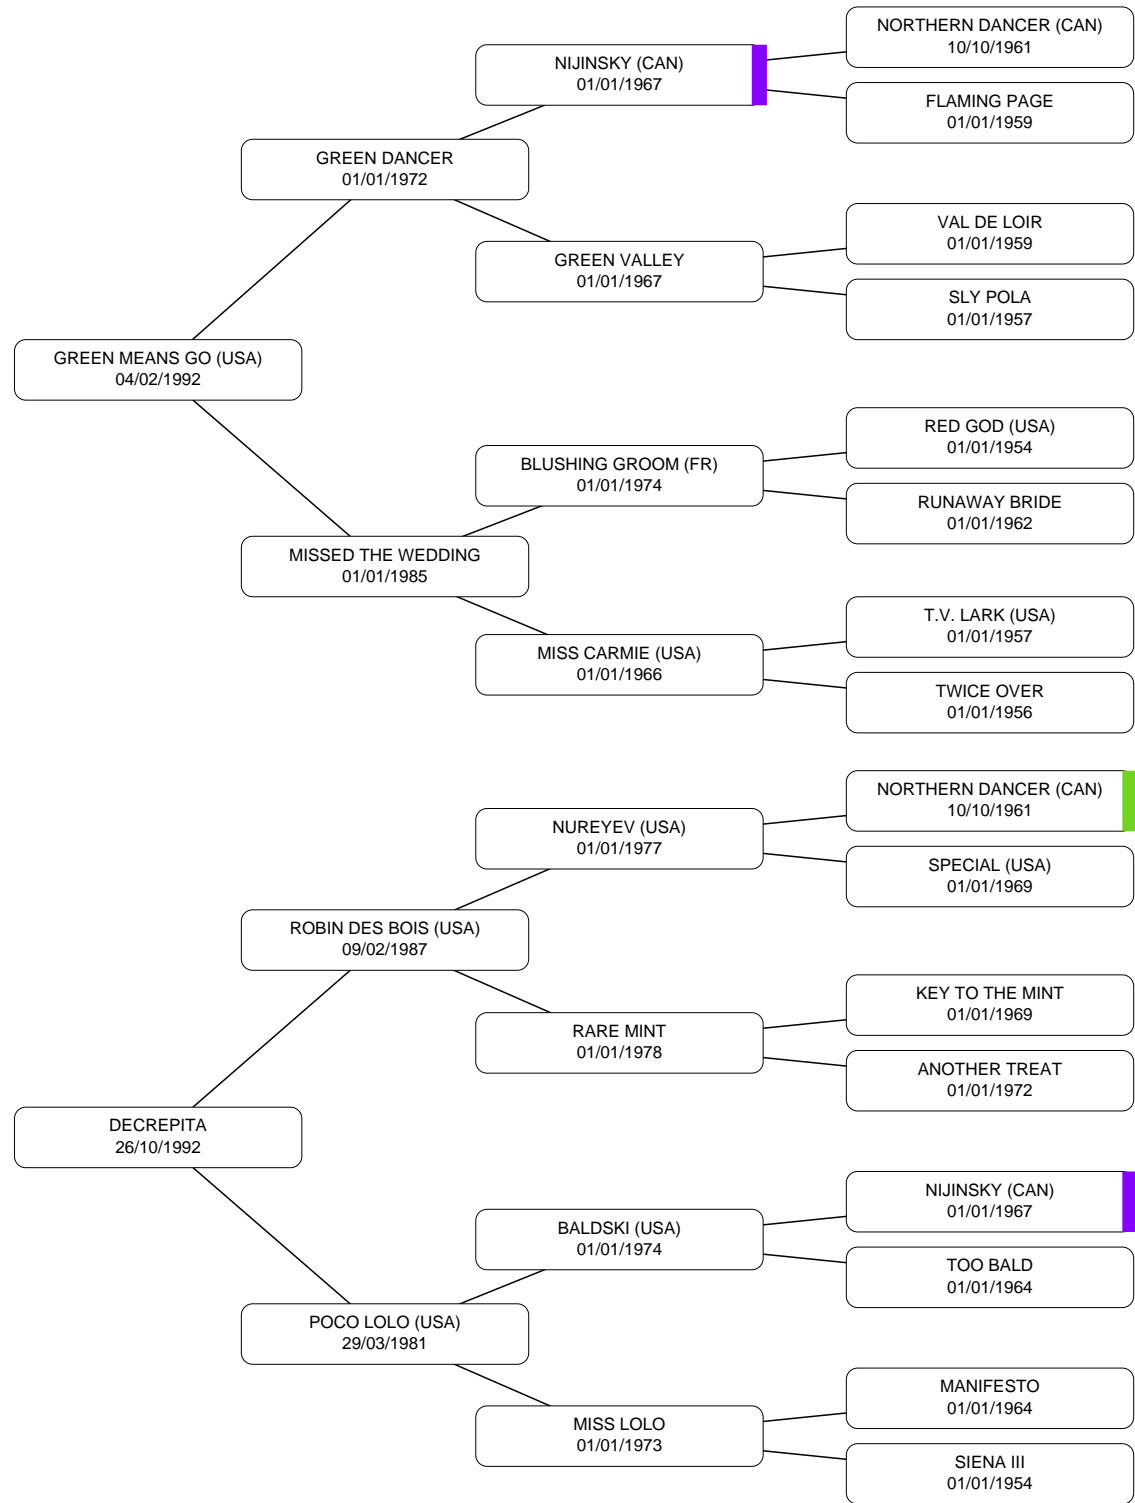 NORTHERN DANCER (CAN)
10/10/1961
NIJINSKY (CAN)
01/01/1967
FLAMING PAGE
01/01/1959
GREEN DANCER
01/01/1972
VAL DE LOIR
01/01/1959
GREEN VALLEY
01/01/1967
SLY POLA
01/01/1957
GREEN MEANS GO (USA)
04/02/1992
RED GOD (USA)
01/01/1954
BLUSHING GROOM (FR)
01/01/1974
RUNAWAY BRIDE
01/01/1962
MISSED THE WEDDING
01/01/1985
T.V. LARK (USA)
01/01/1957
MISS CARMIE (USA)
01/01/1966
TWICE OVER
01/01/1956
NORTHERN DANCER (CAN)
10/10/1961
NUREYEV (USA)
01/01/1977
SPECIAL (USA)
01/01/1969
ROBIN DES BOIS (USA)
09/02/1987
KEY TO THE MINT
01/01/1969
RARE MINT
01/01/1978
ANOTHER TREAT
01/01/1972
DECREPITA
26/10/1992
NIJINSKY (CAN)
01/01/1967
BALDSKI (USA)
01/01/1974
TOO BALD
01/01/1964
POCO LOLO (USA)
29/03/1981
MANIFESTO
01/01/1964
MISS LOLO
01/01/1973
SIENA III
01/01/1954